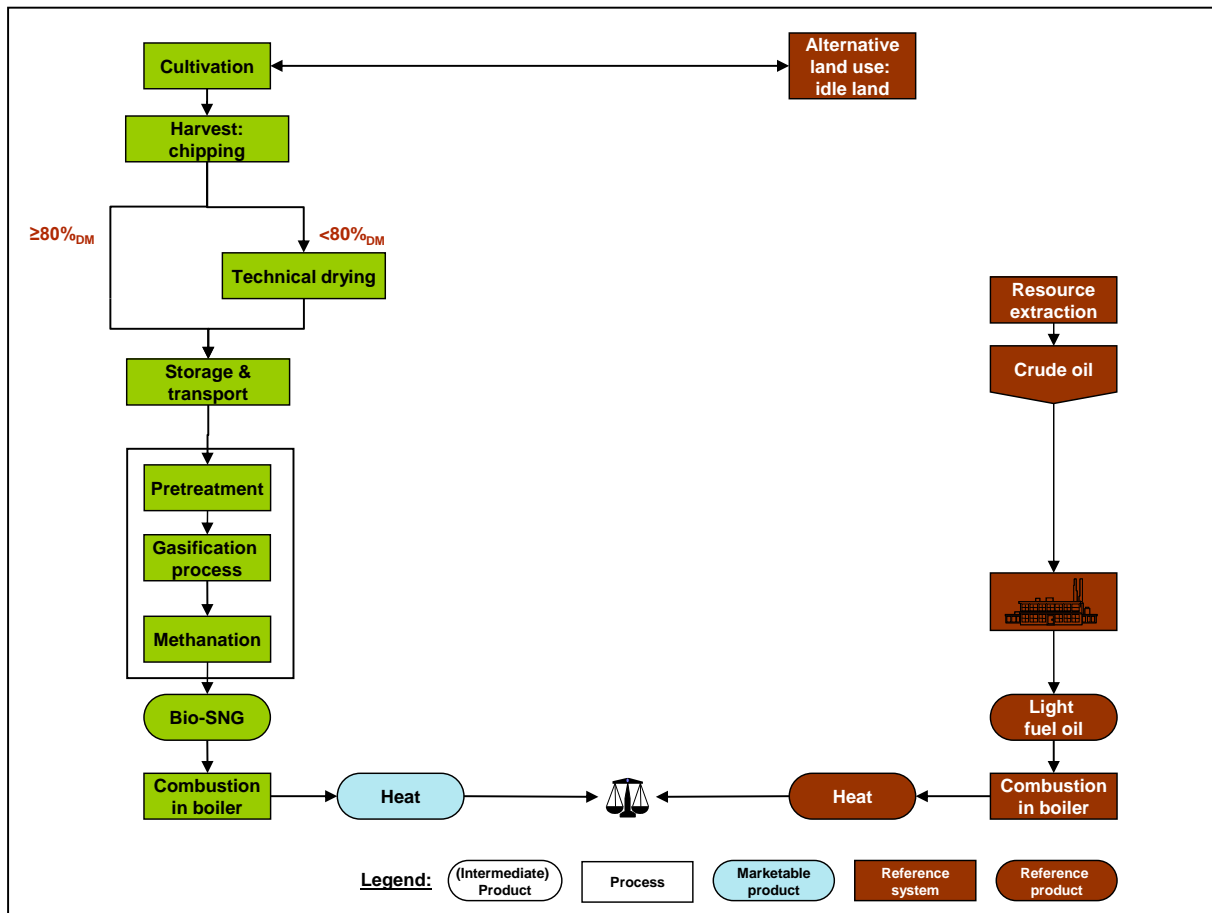 Cultivation
Alternative
land use:
idle land
Harvest:
chipping
≥80%DM
<80%DM
Technical drying
Resource
extraction
Crude oil
Storage &
transport
Pretreatment
Gasification
process
Methanation
Bio-SNG
Light
fuel oil
Combustion
in boiler
Heat
Heat
Combustion
in boiler
Legend:
(Intermediate)
Product
Process
Marketable
product
Reference
system
Reference
product